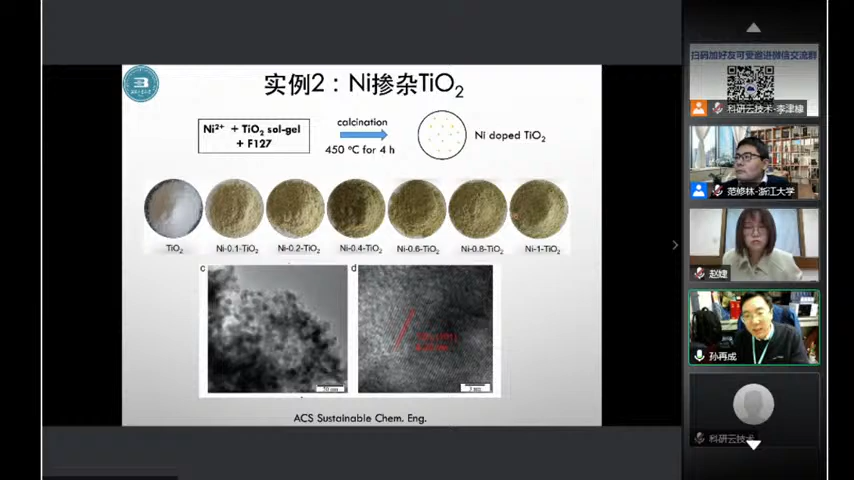 实例2：Ni掺杂TiO₂
Ni²⁺ + TiO₂ sol-gel
+ F127
calcination
450 °C for 4 h
Ni doped TiO₂
TiO₂
Ni-0.1-TiO₂
Ni-0.2-TiO₂
Ni-0.4-TiO₂
Ni-0.6-TiO₂
Ni-0.8-TiO₂
Ni-1-TiO₂
c
d
ACS Sustainable Chem. Eng.
扫码加好友可受邀进微信交流群
科研云技术-李津
范修林-浙江大学
赵婕
孙再成
科研云技术